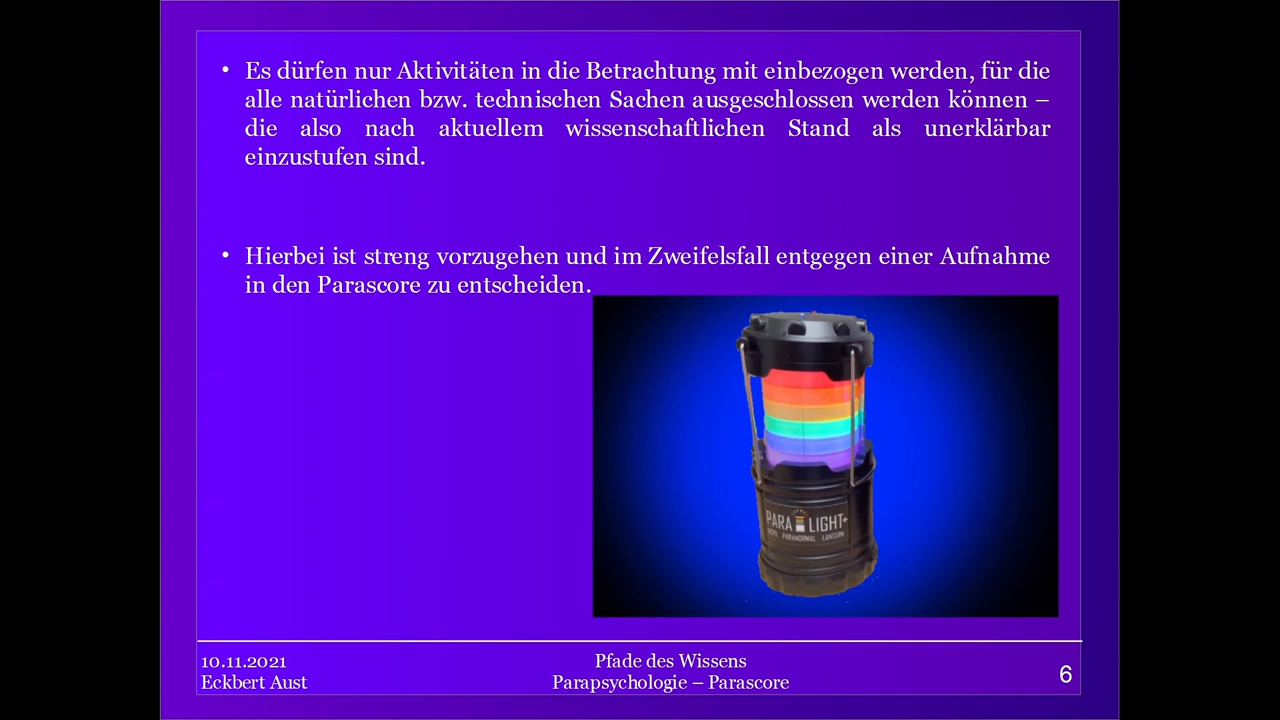 • Es dürfen nur Aktivitäten in die Betrachtung mit einbezogen werden, für die
alle natürlichen bzw. technischen Sachen ausgeschlossen werden können –
die also nach aktuellem wissenschaftlichen Stand als unerklärbar
einzustufen sind.
• Hierbei ist streng vorzugehen und im Zweifelsfall entgegen einer Aufnahme
in den Parascore zu entscheiden.
PARA LIGHT+
PARANORMAL LANTERN
10.11.2021
Eckbert Aust
Pfade des Wissens
Parapsychologie – Parascore
6